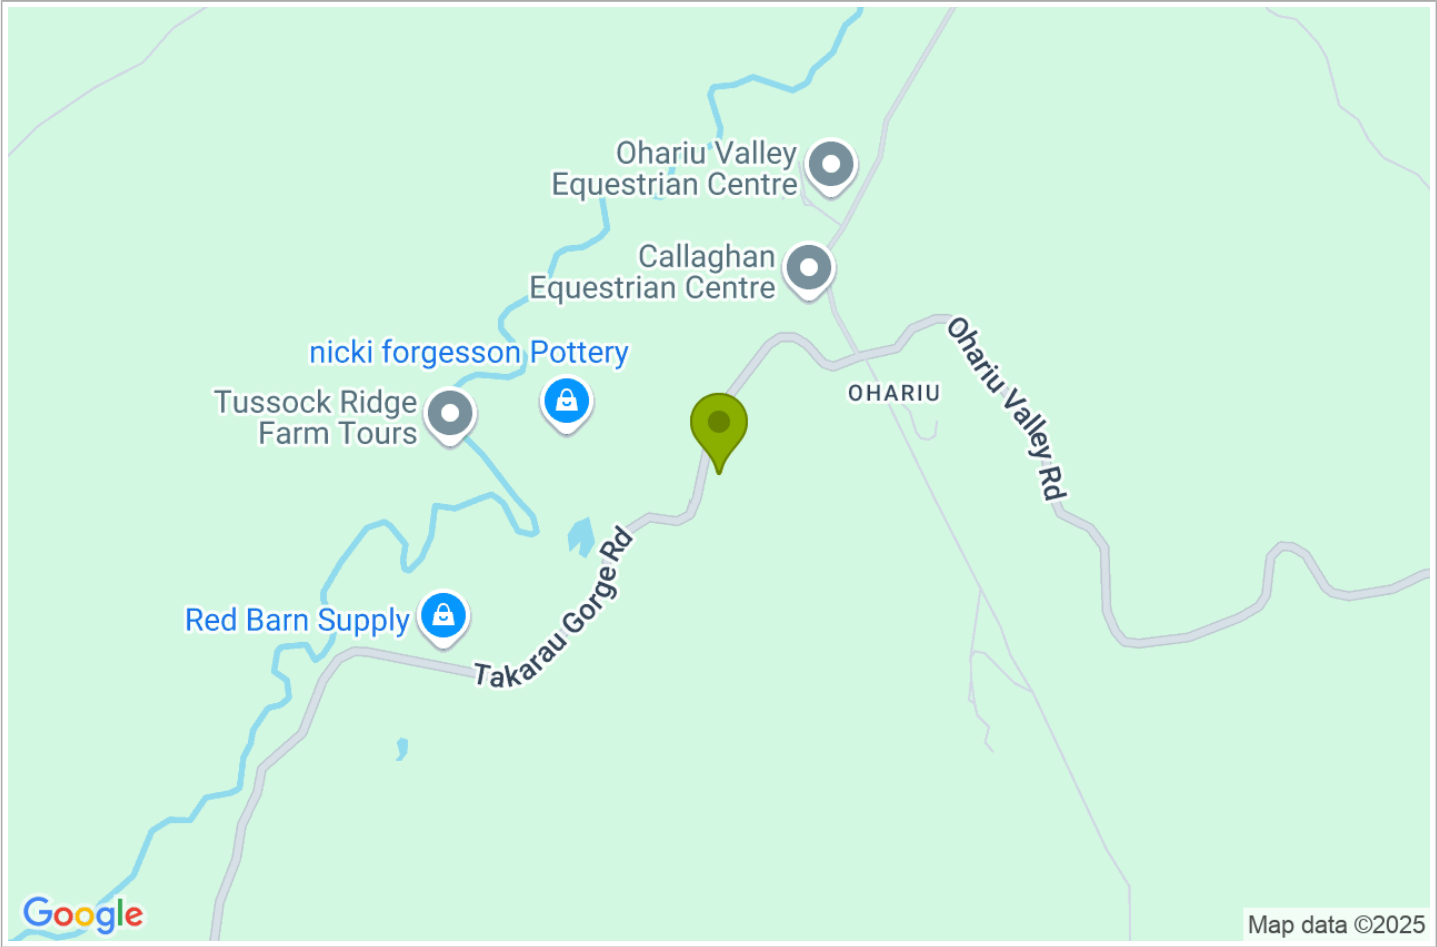 Ohariu Valley
Equestrian Centre
Callaghan
Equestrian Centre
nicki forgesson Pottery
Tussock Ridge
Farm Tours
OHARIU
Ohariu Valley Rd
Takarau Gorge Rd
Red Barn Supply
Google
Map data ©2025